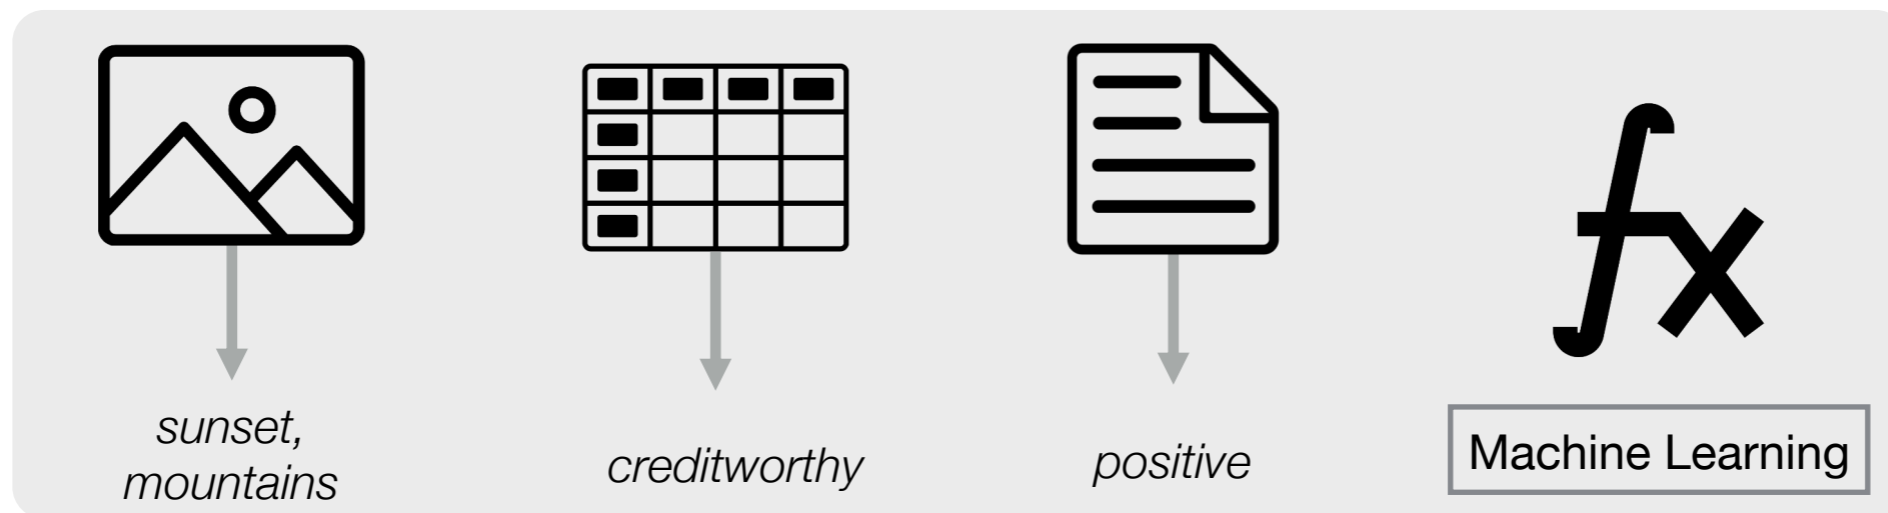 sunset,
mountains
creditworthy
positive
fx
Machine Learning